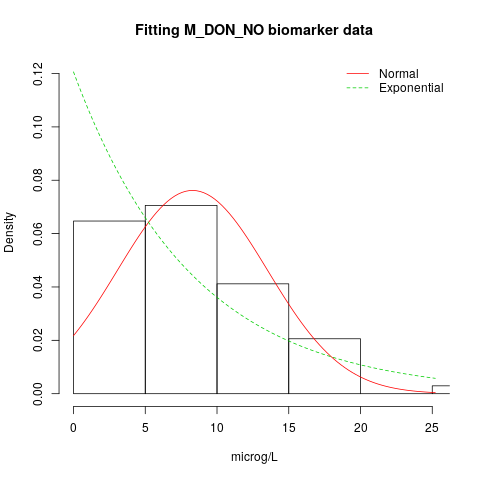 Fitting M_DON_NO biomarker data
Normal
Exponential
Density
0.12
0.10
0.08
0.06
0.04
0.02
0.00
0 5 10 15 20 25
microg/L